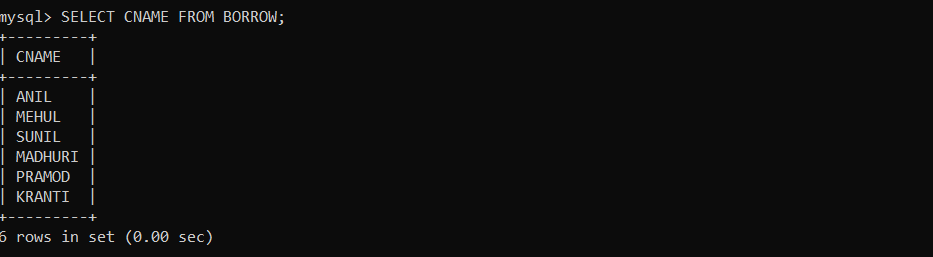 mysql> SELECT CNAME FROM BORROW;
+---------+
| CNAME   |
+---------+
| ANIL    |
| MEHUL   |
| SUNIL   |
| MADHURI |
| PRAMOD  |
| KRANTI  |
+---------+
6 rows in set (0.00 sec)